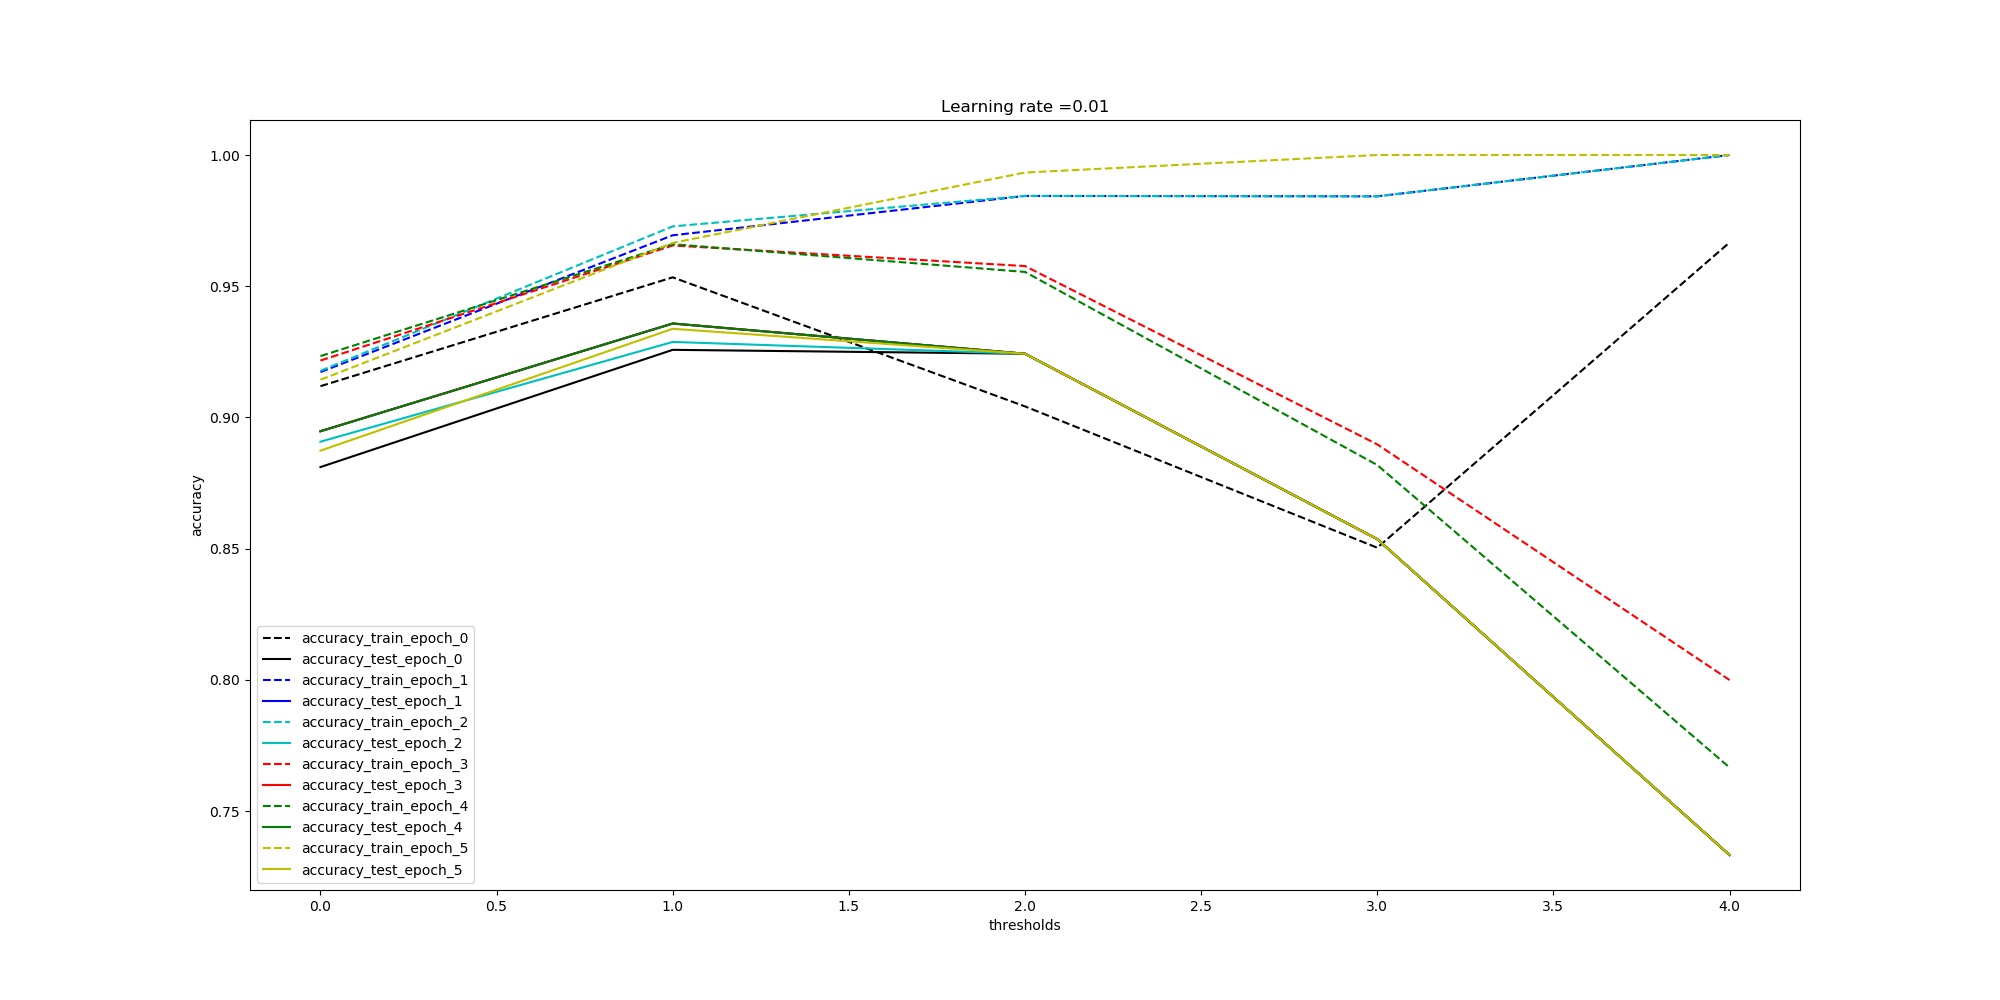 Learning rate =0.01
1.00
0.95
0.90
0.85
0.80
0.75
accuracy
accuracy_train_epoch_0
accuracy_test_epoch_0
accuracy_train_epoch_1
accuracy_test_epoch_1
accuracy_train_epoch_2
accuracy_test_epoch_2
accuracy_train_epoch_3
accuracy_test_epoch_3
accuracy_train_epoch_4
accuracy_test_epoch_4
accuracy_train_epoch_5
accuracy_test_epoch_5
0.0 0.5 1.0 1.5 2.0 2.5 3.0 3.5 4.0
thresholds